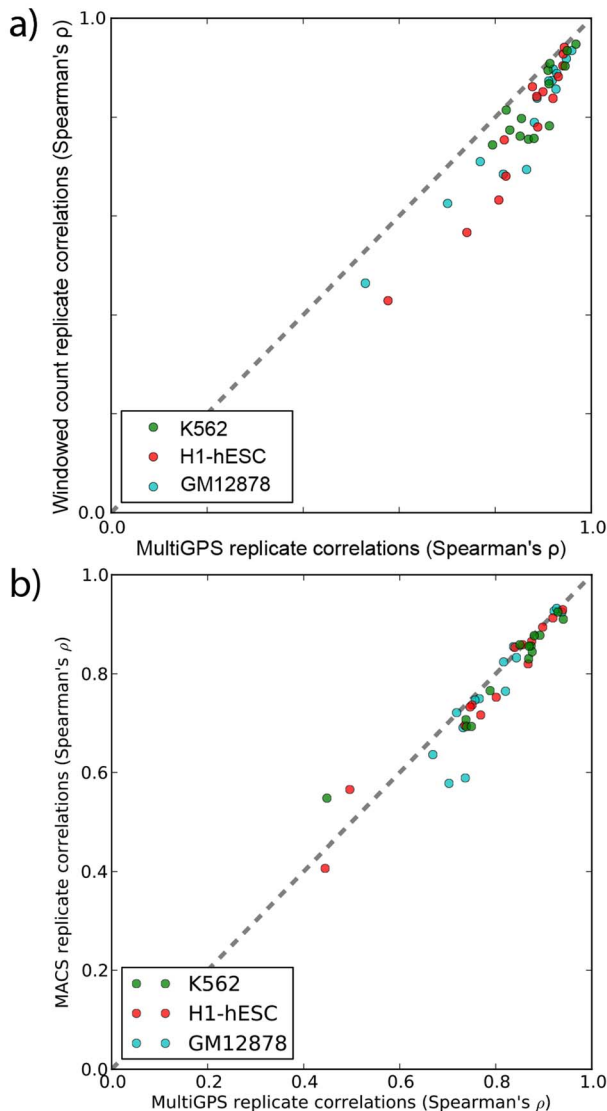 a)
Windowed count replicate correlations (Spearman's ρ)
1.0
0.0
K562
H1-hESC
GM12878
0.0
1.0
MultiGPS replicate correlations (Spearman's ρ)
b)
MACS replicate correlations (Spearman's ρ)
1.0
0.8
0.6
0.4
0.2
0.0
K562
H1-hESC
GM12878
0.0 0.2 0.4 0.6 0.8 1.0
MultiGPS replicate correlations (Spearman's ρ)